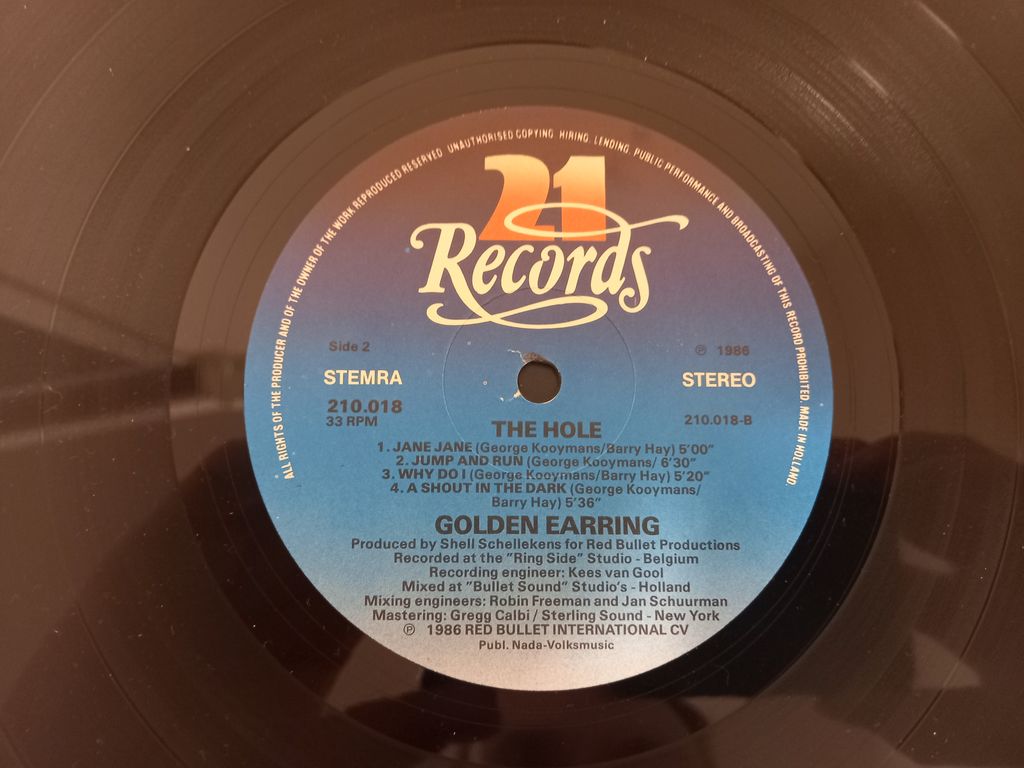 ALL RIGHTS OF THE PRODUCER AND OF THE OWNER OF THE WORK REPRODUCED RESERVED. UNAUTHORISED COPYING, HIRING, LENDING, PUBLIC PERFORMANCE AND BROADCASTING OF THIS RECORD PROHIBITED. MADE IN HOLLAND.
21
Records
Side 2
℗ 1986
STEMRA
STEREO
210.018
33 RPM
210.018-B
THE HOLE
1. JANE JANE (George Kooymans/Barry Hay) 5'00"
2. JUMP AND RUN (George Kooymans/ 6'30"
3. WHY DO I (George Kooymans/Barry Hay) 5'20"
4. A SHOUT IN THE DARK (George Kooymans/
Barry Hay) 5'36"
GOLDEN EARRING
Produced by Shell Schellekens for Red Bullet Productions
Recorded at the "Ring Side" Studio - Belgium
Recording engineer: Kees van Gool
Mixed at "Bullet Sound" Studio's - Holland
Mixing engineers: Robin Freeman and Jan Schuurman
Mastering: Gregg Calbi / Sterling Sound - New York
℗ 1986 RED BULLET INTERNATIONAL CV
Publ. Nada-Volksmusic